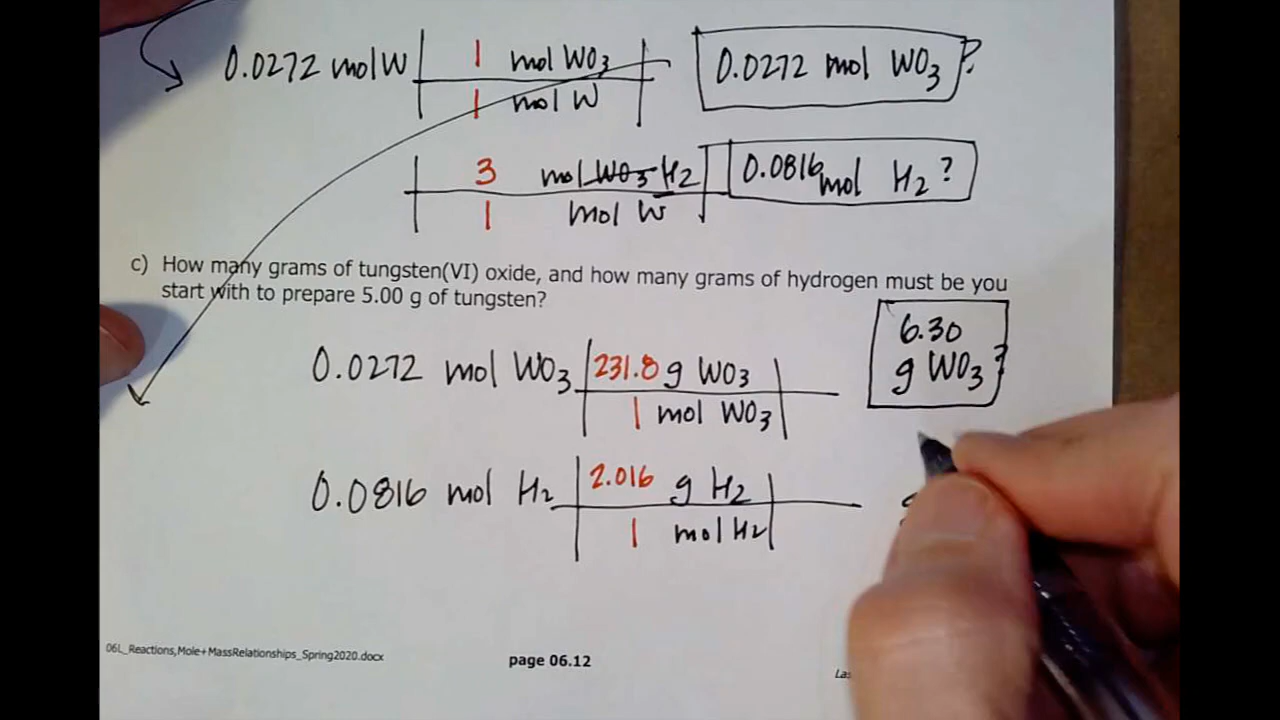 0.0272 mol W 1 mol WO3 0.0272 mol WO3?
1 mol W
3 mol WO3 H2 0.0816 mol H2?
1 mol W
c) How many grams of tungsten(VI) oxide, and how many grams of hydrogen must be you
start with to prepare 5.00 g of tungsten?
6.30
g WO3?
0.0272 mol WO3 231.8 g WO3
1 mol WO3
0.0816 mol H2 2.016 g H2
1 mol H2
06L_Reactions,Mole+MassRelationships_Spring2020.docx
page 06.12